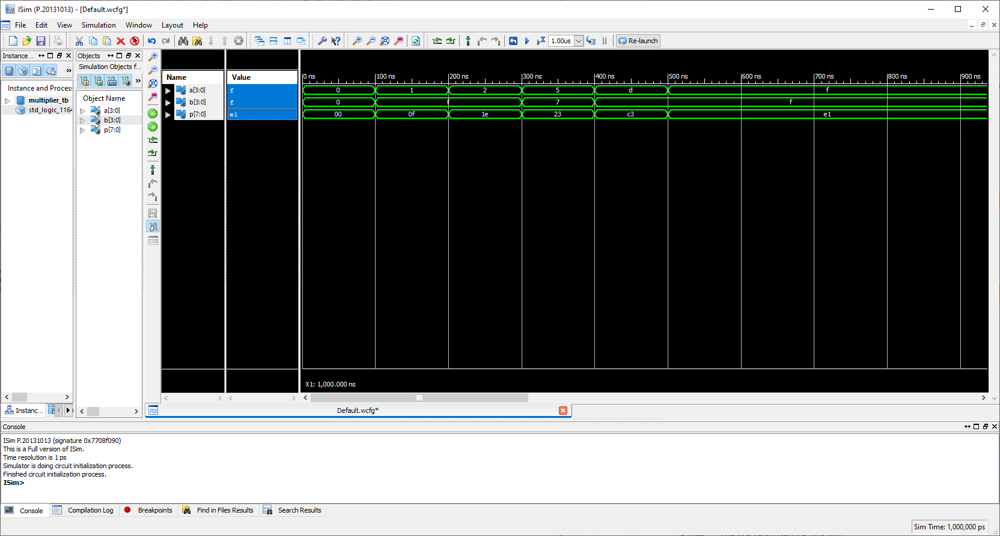 ISim (P.20131013) - [Default.wcfg*]
File Edit View Simulation Window Layout Help
1.00us Re-launch
Instance...
Objects
Simulation Objects f...
Instance and Process
multiplier_tb
std_logic_1164
Object Name
a[3:0]
b[3:0]
p[7:0]
Name Value
0 ns 100 ns 200 ns 300 ns 400 ns 500 ns 600 ns 700 ns 800 ns 900 ns
a[3:0] f 0 1 2 5 d f
b[3:0] f 0 f 7 f
p[7:0] e1 00 0f 1e 23 c3 e1
X1: 1,000.000 ns
Instanc...
Default.wcfg*
Console
ISim P.20131013 (signature 0x7708f090)
This is a Full version of ISim.
Time resolution is 1 ps
Simulator is doing circuit initialization process.
Finished circuit initialization process.
ISim>
Console Compilation Log Breakpoints Find in Files Results Search Results
Sim Time: 1,000,000 ps